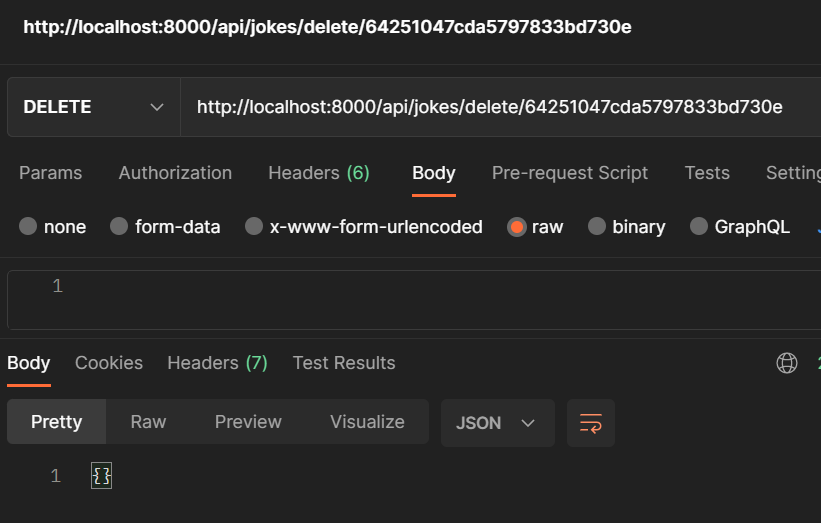 http://localhost:8000/api/jokes/delete/64251047cda5797833bd730e
DELETE http://localhost:8000/api/jokes/delete/64251047cda5797833bd730e
Params Authorization Headers (6) Body Pre-request Script Tests Setting
none form-data x-www-form-urlencoded raw binary GraphQL
1
Body Cookies Headers (7) Test Results
Pretty Raw Preview Visualize JSON
1 {}